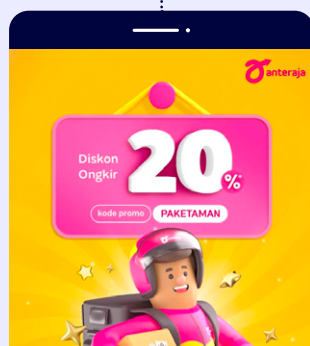 anteraja
Diskon
Ongkir
20%*
kode promo PAKETAMAN